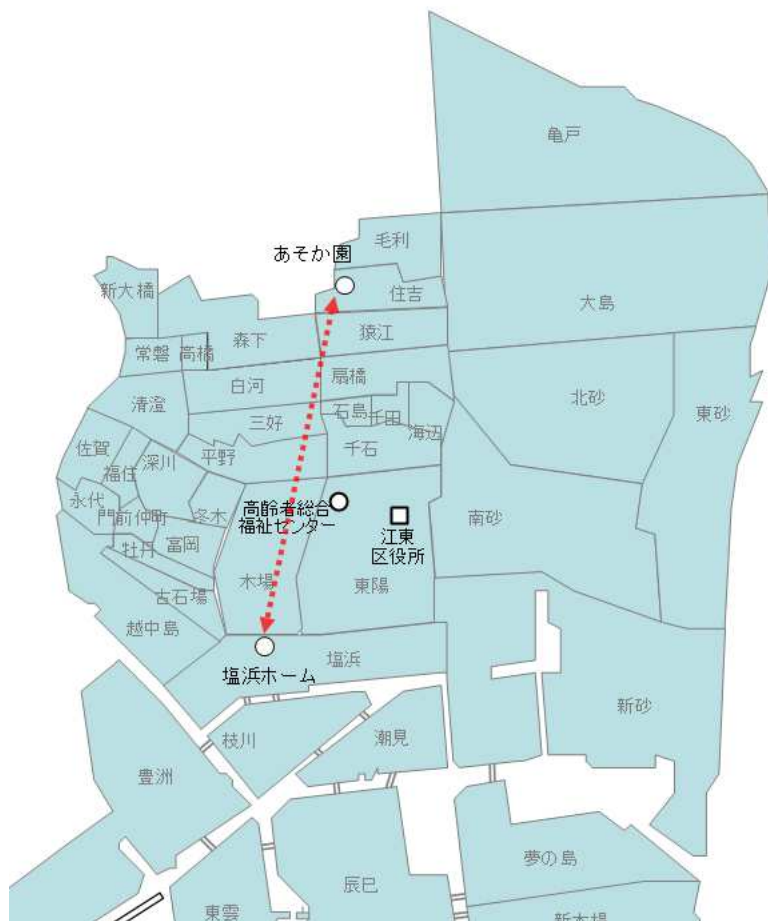 亀戸
毛利
あそか園
住吉
新大橋
大島
猿江
森下
常磐
高橋
扇橋
白河
北砂
清澄
石島
千田
東砂
三好
海辺
佐賀
深川
平野
千石
福住
永代
高齢者総合
福祉センター
門前仲町
冬木
南砂
江東
区役所
牡丹
富岡
木場
東陽
古石場
越中島
塩浜
塩浜ホーム
新砂
枝川
潮見
豊洲
夢の島
辰巳
東雲
新木場